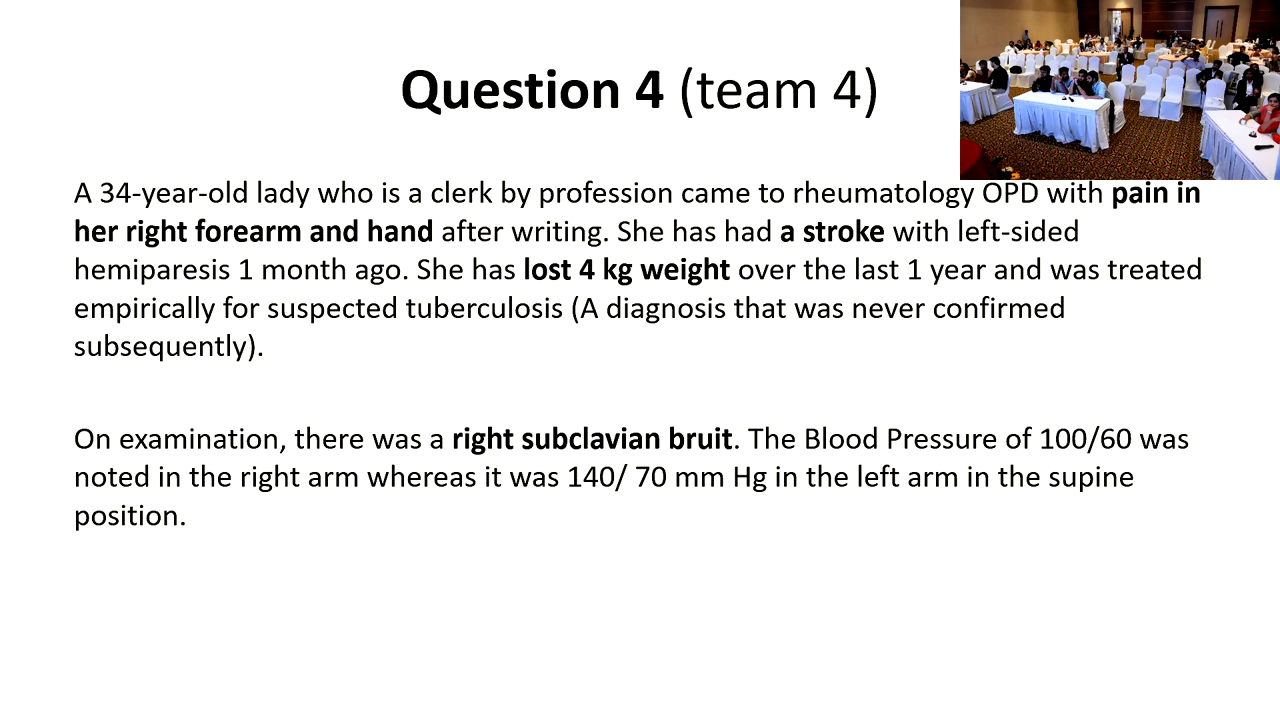 Question 4 (team 4)
A 34-year-old lady who is a clerk by profession came to rheumatology OPD with pain in
her right forearm and hand after writing. She has had a stroke with left-sided
hemiparesis 1 month ago. She has lost 4 kg weight over the last 1 year and was treated
empirically for suspected tuberculosis (A diagnosis that was never confirmed
subsequently).
On examination, there was a right subclavian bruit. The Blood Pressure of 100/60 was
noted in the right arm whereas it was 140/ 70 mm Hg in the left arm in the supine
position.